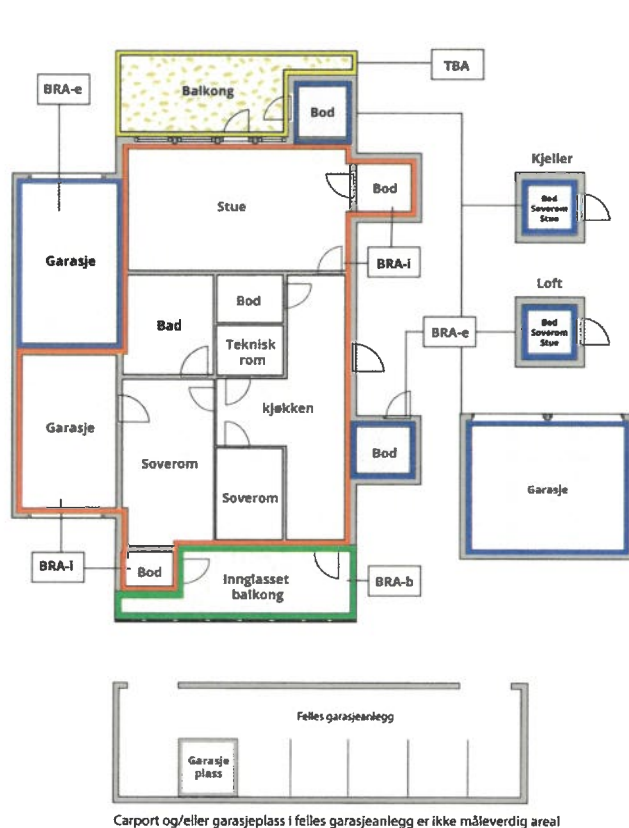 TBA
BRA-e
Balkong
Bod
Kjeller
Bod
Soverom
Stue
Stue
Bod
Garasje
BRA-i
Loft
Bod
Bad
Teknisk
rom
BRA-e
Bod
Soverom
Stue
Garasje
kjøkken
Soverom
Bod
Soverom
Garasje
BRA-i
Bod
Innglasset
balkong
BRA-b
Felles garasjeanlegg
Garasje
plass
Carport og/eller garasjeplass i felles garasjeanlegg er ikke måleverdig areal